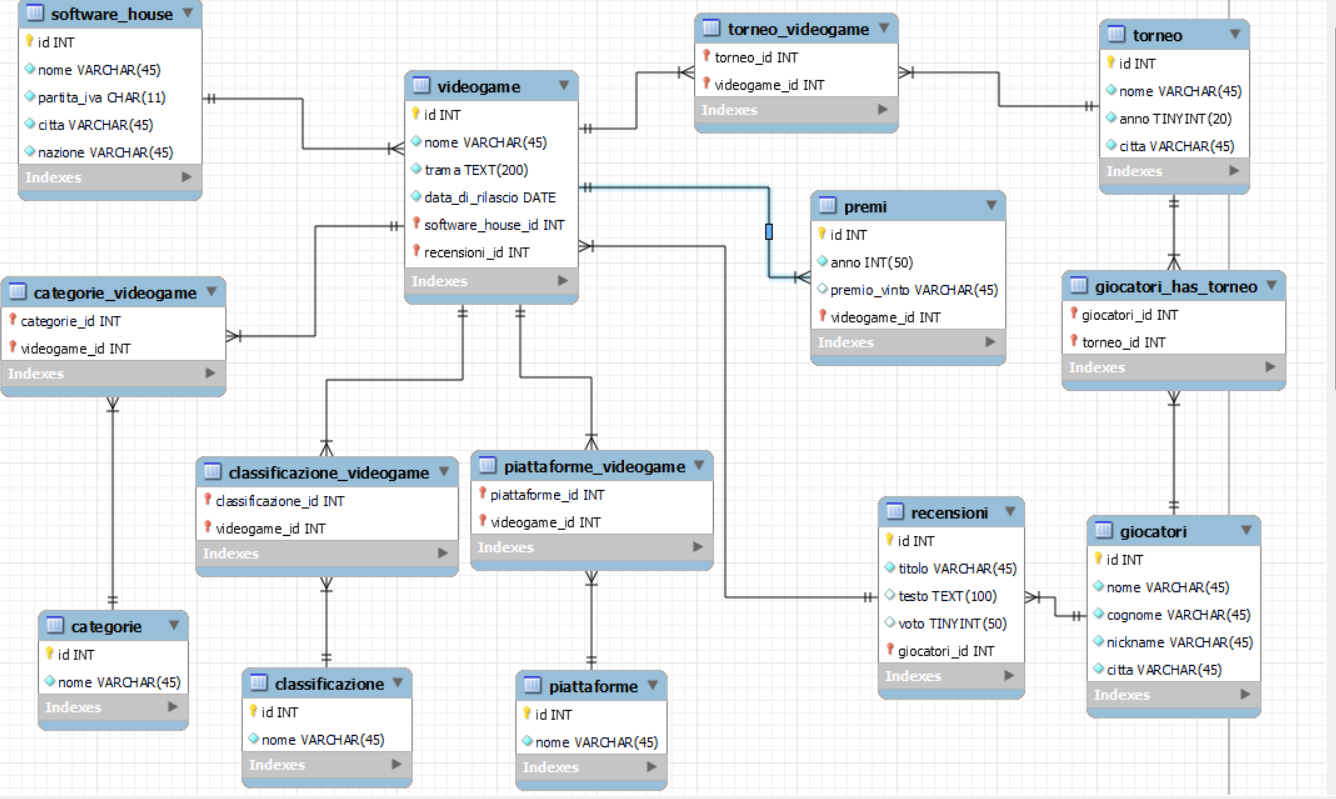 software_house
id INT
nome VARCHAR(45)
partita_iva CHAR(11)
citta VARCHAR(45)
nazione VARCHAR(45)
Indexes
videogame
id INT
nome VARCHAR(45)
trama TEXT(200)
data_di_rilascio DATE
software_house_id INT
recensioni_id INT
Indexes
torneo_videogame
torneo_id INT
videogame_id INT
Indexes
torneo
id INT
nome VARCHAR(45)
anno TINYINT(20)
citta VARCHAR(45)
Indexes
premi
id INT
anno INT(50)
premio_vinto VARCHAR(45)
videogame_id INT
Indexes
categorie_videogame
categorie_id INT
videogame_id INT
Indexes
giocatori_has_torneo
giocatori_id INT
torneo_id INT
Indexes
classificazione_videogame
classificazione_id INT
videogame_id INT
Indexes
piattaforme_videogame
piattaforme_id INT
videogame_id INT
Indexes
recensioni
id INT
titolo VARCHAR(45)
testo TEXT(100)
voto TINYINT(50)
giocatori_id INT
Indexes
giocatori
id INT
nome VARCHAR(45)
cognome VARCHAR(45)
nickname VARCHAR(45)
citta VARCHAR(45)
Indexes
categorie
id INT
nome VARCHAR(45)
Indexes
classificazione
id INT
nome VARCHAR(45)
Indexes
piattaforme
id INT
nome VARCHAR(45)
Indexes